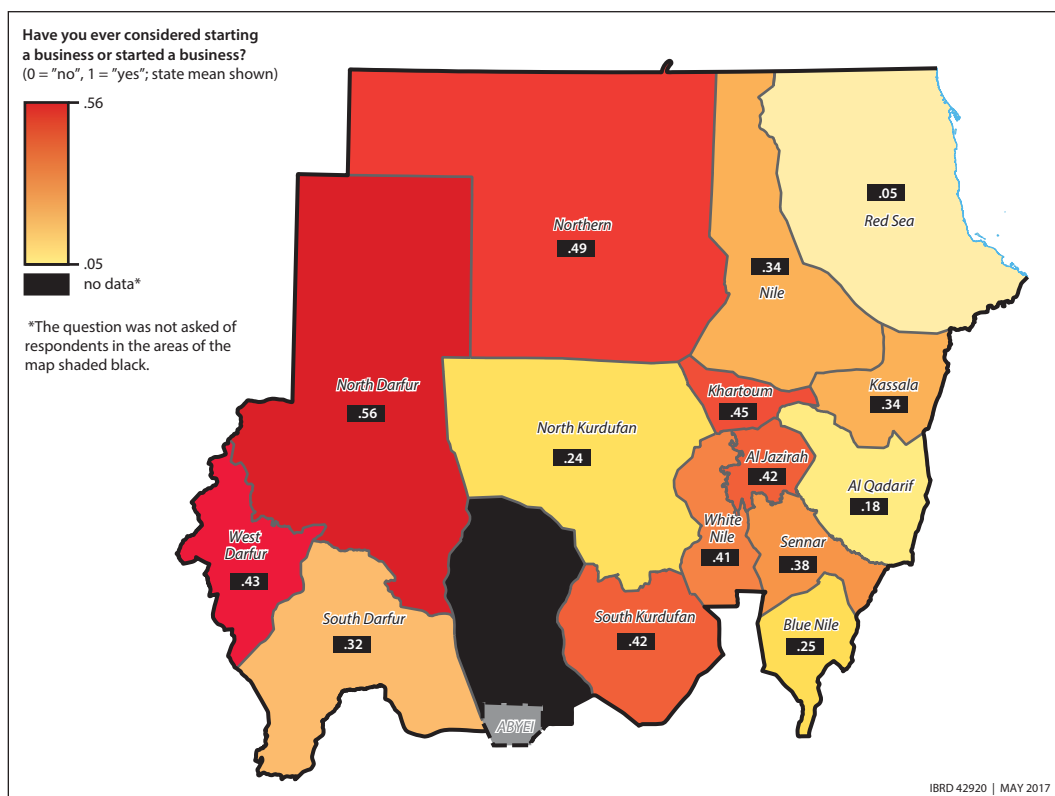 Have you ever considered starting
a business or started a business?
(0 = "no", 1 = "yes"; state mean shown)
.56
.05
no data*
*The question was not asked of
respondents in the areas of the
map shaded black.
.05
Red Sea
Northern
.49
.34
Nile
North Darfur
.56
Khartoum
.45
Kassala
.34
North Kurdufan
.24
Al Jazirah
.42
Al Qadarif
.18
White
Nile
.41
Sennar
.38
West
Darfur
.43
South Darfur
.32
South Kurdufan
.42
Blue Nile
.25
ABYEI
IBRD 42920 | MAY 2017